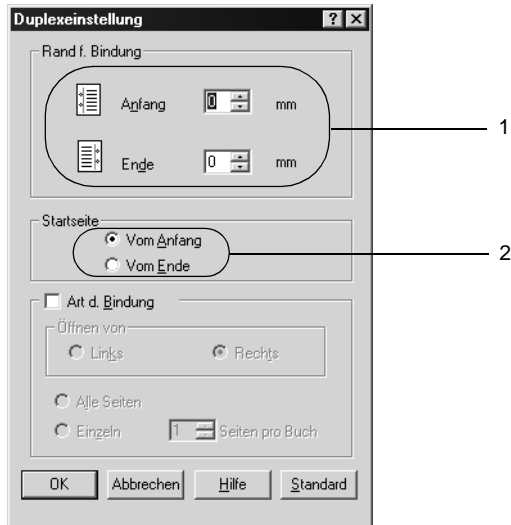 Duplexeinstellung
Rand f. Bindung
Anfang 0 mm
1
Ende 0 mm
Startseite
Vom Anfang
2
Vom Ende
Art d. Bindung
Öffnen von
Links Rechts
Alle Seiten
Einzeln 1 Seiten pro Buch
OK Abbrechen Hilfe Standard